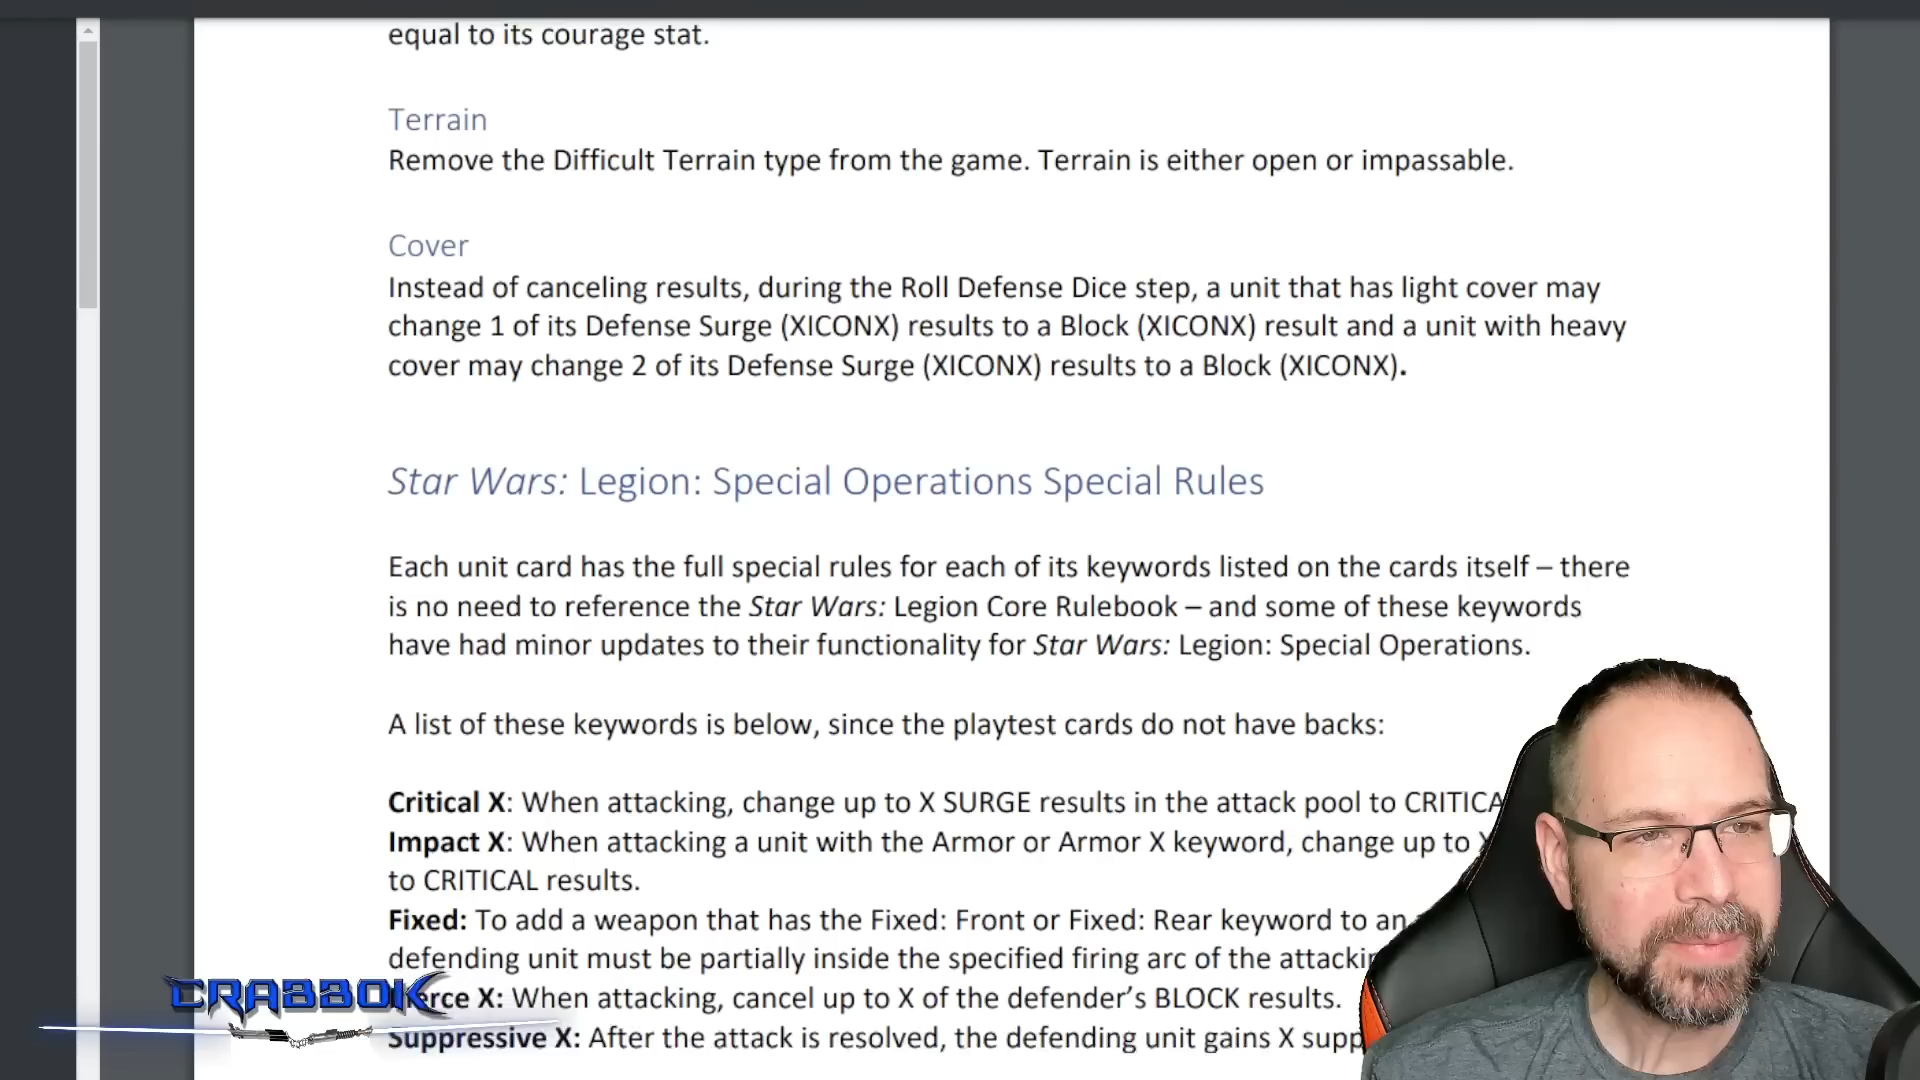 equal to its courage stat.
Terrain
Remove the Difficult Terrain type from the game. Terrain is either open or impassable.
Cover
Instead of canceling results, during the Roll Defense Dice step, a unit that has light cover may
change 1 of its Defense Surge (XICONX) results to a Block (XICONX) result and a unit with heavy
cover may change 2 of its Defense Surge (XICONX) results to a Block (XICONX).
Star Wars: Legion: Special Operations Special Rules
Each unit card has the full special rules for each of its keywords listed on the cards itself – there
is no need to reference the Star Wars: Legion Core Rulebook – and some of these keywords
have had minor updates to their functionality for Star Wars: Legion: Special Operations.
A list of these keywords is below, since the playtest cards do not have backs:
Critical X: When attacking, change up to X SURGE results in the attack pool to
Impact X: When attacking a unit with the Armor or Armor X keyword, change up to
to CRITICAL results.
Fixed: To add a weapon that has the Fixed: Front or Fixed: Rear keyword to an
defending unit must be partially inside the specified firing arc of the
X: When attacking, cancel up to X of the defender's BLOCK results.
Suppressive X: After the attack is resolved, the defending unit gains X
CRABBOK